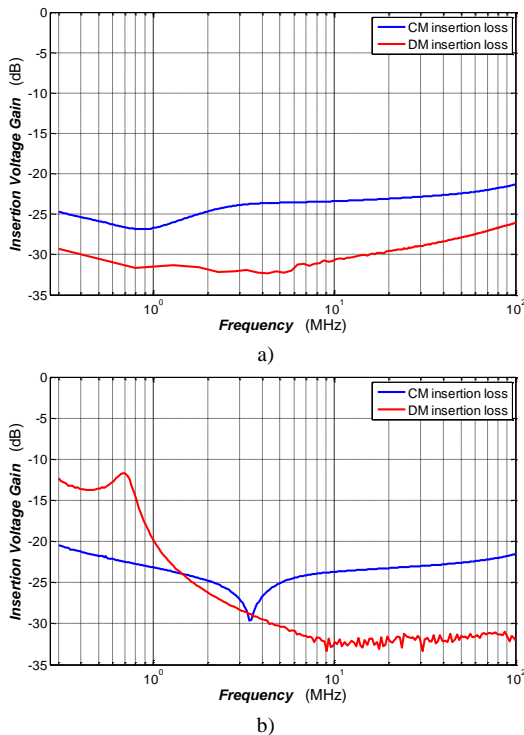 0
-5
-10
-15
-20
-25
-30
-35
Insertion Voltage Gain (dB)
CM insertion loss
DM insertion loss
10⁰
10¹
10²
Frequency (MHz)
a)
0
-5
-10
-15
-20
-25
-30
-35
Insertion Voltage Gain (dB)
CM insertion loss
DM insertion loss
10⁰
10¹
10²
Frequency (MHz)
b)